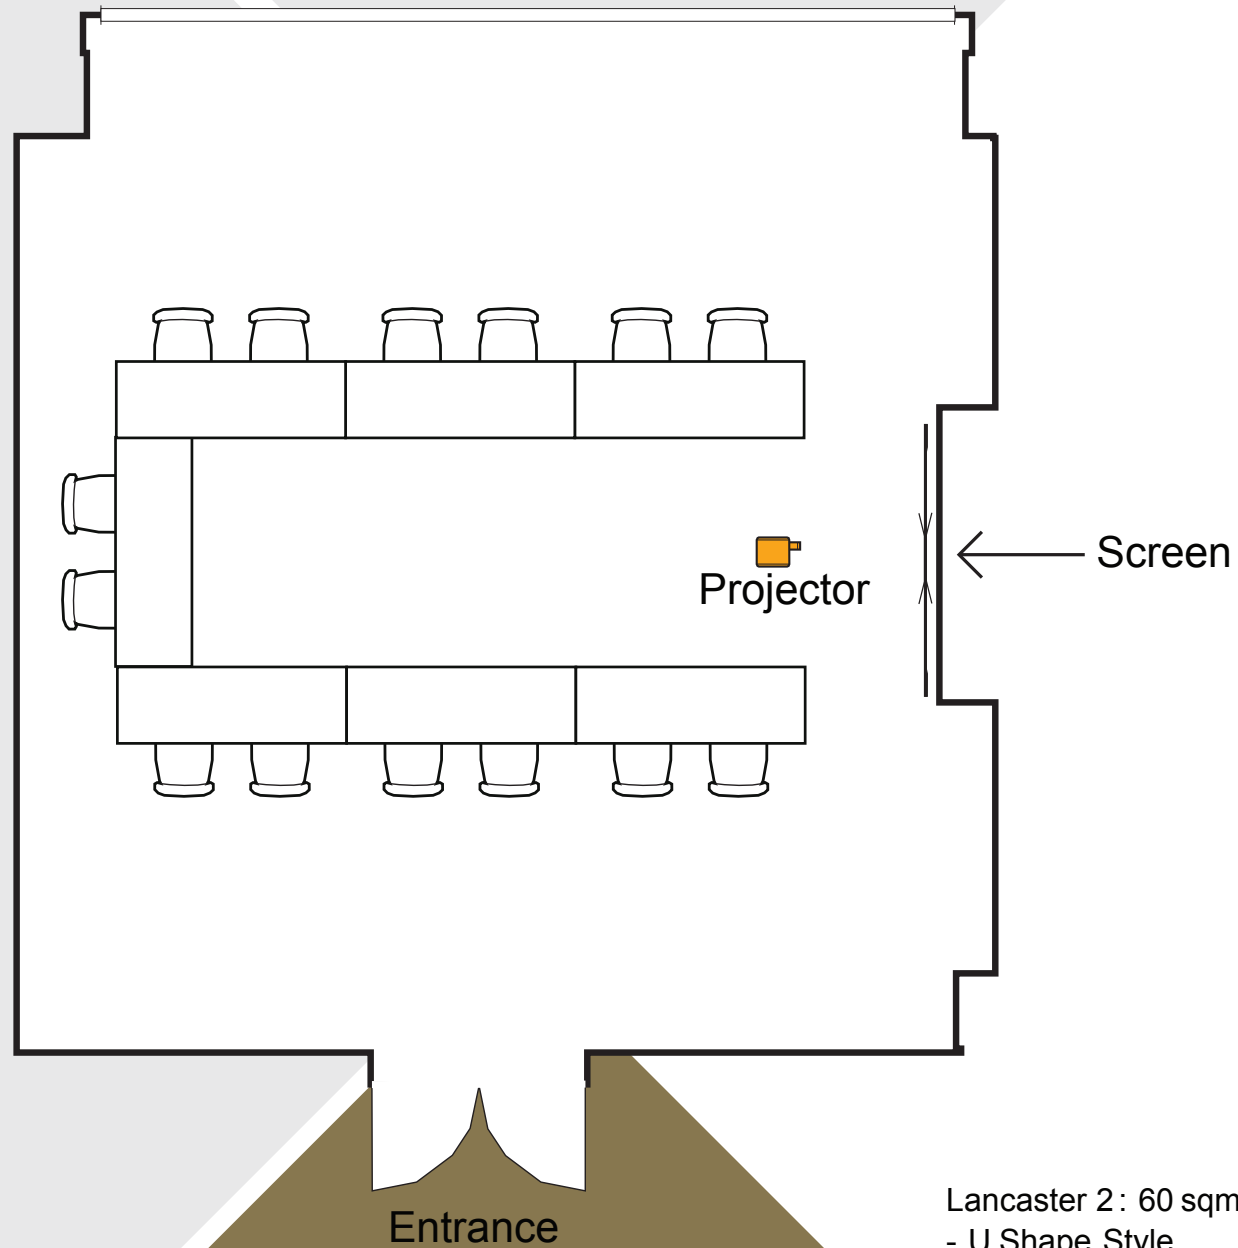 Screen
Projector
Entrance
Lancaster 2: 60 sqm
- U Shape Style